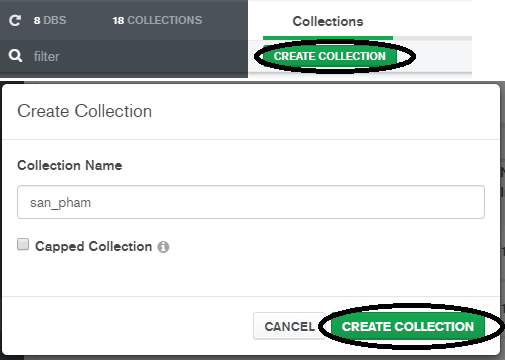 8 DBS 18 COLLECTIONS Collections
filter CREATE COLLECTION
Create Collection
Collection Name
san_pham
Capped Collection
CANCEL CREATE COLLECTION